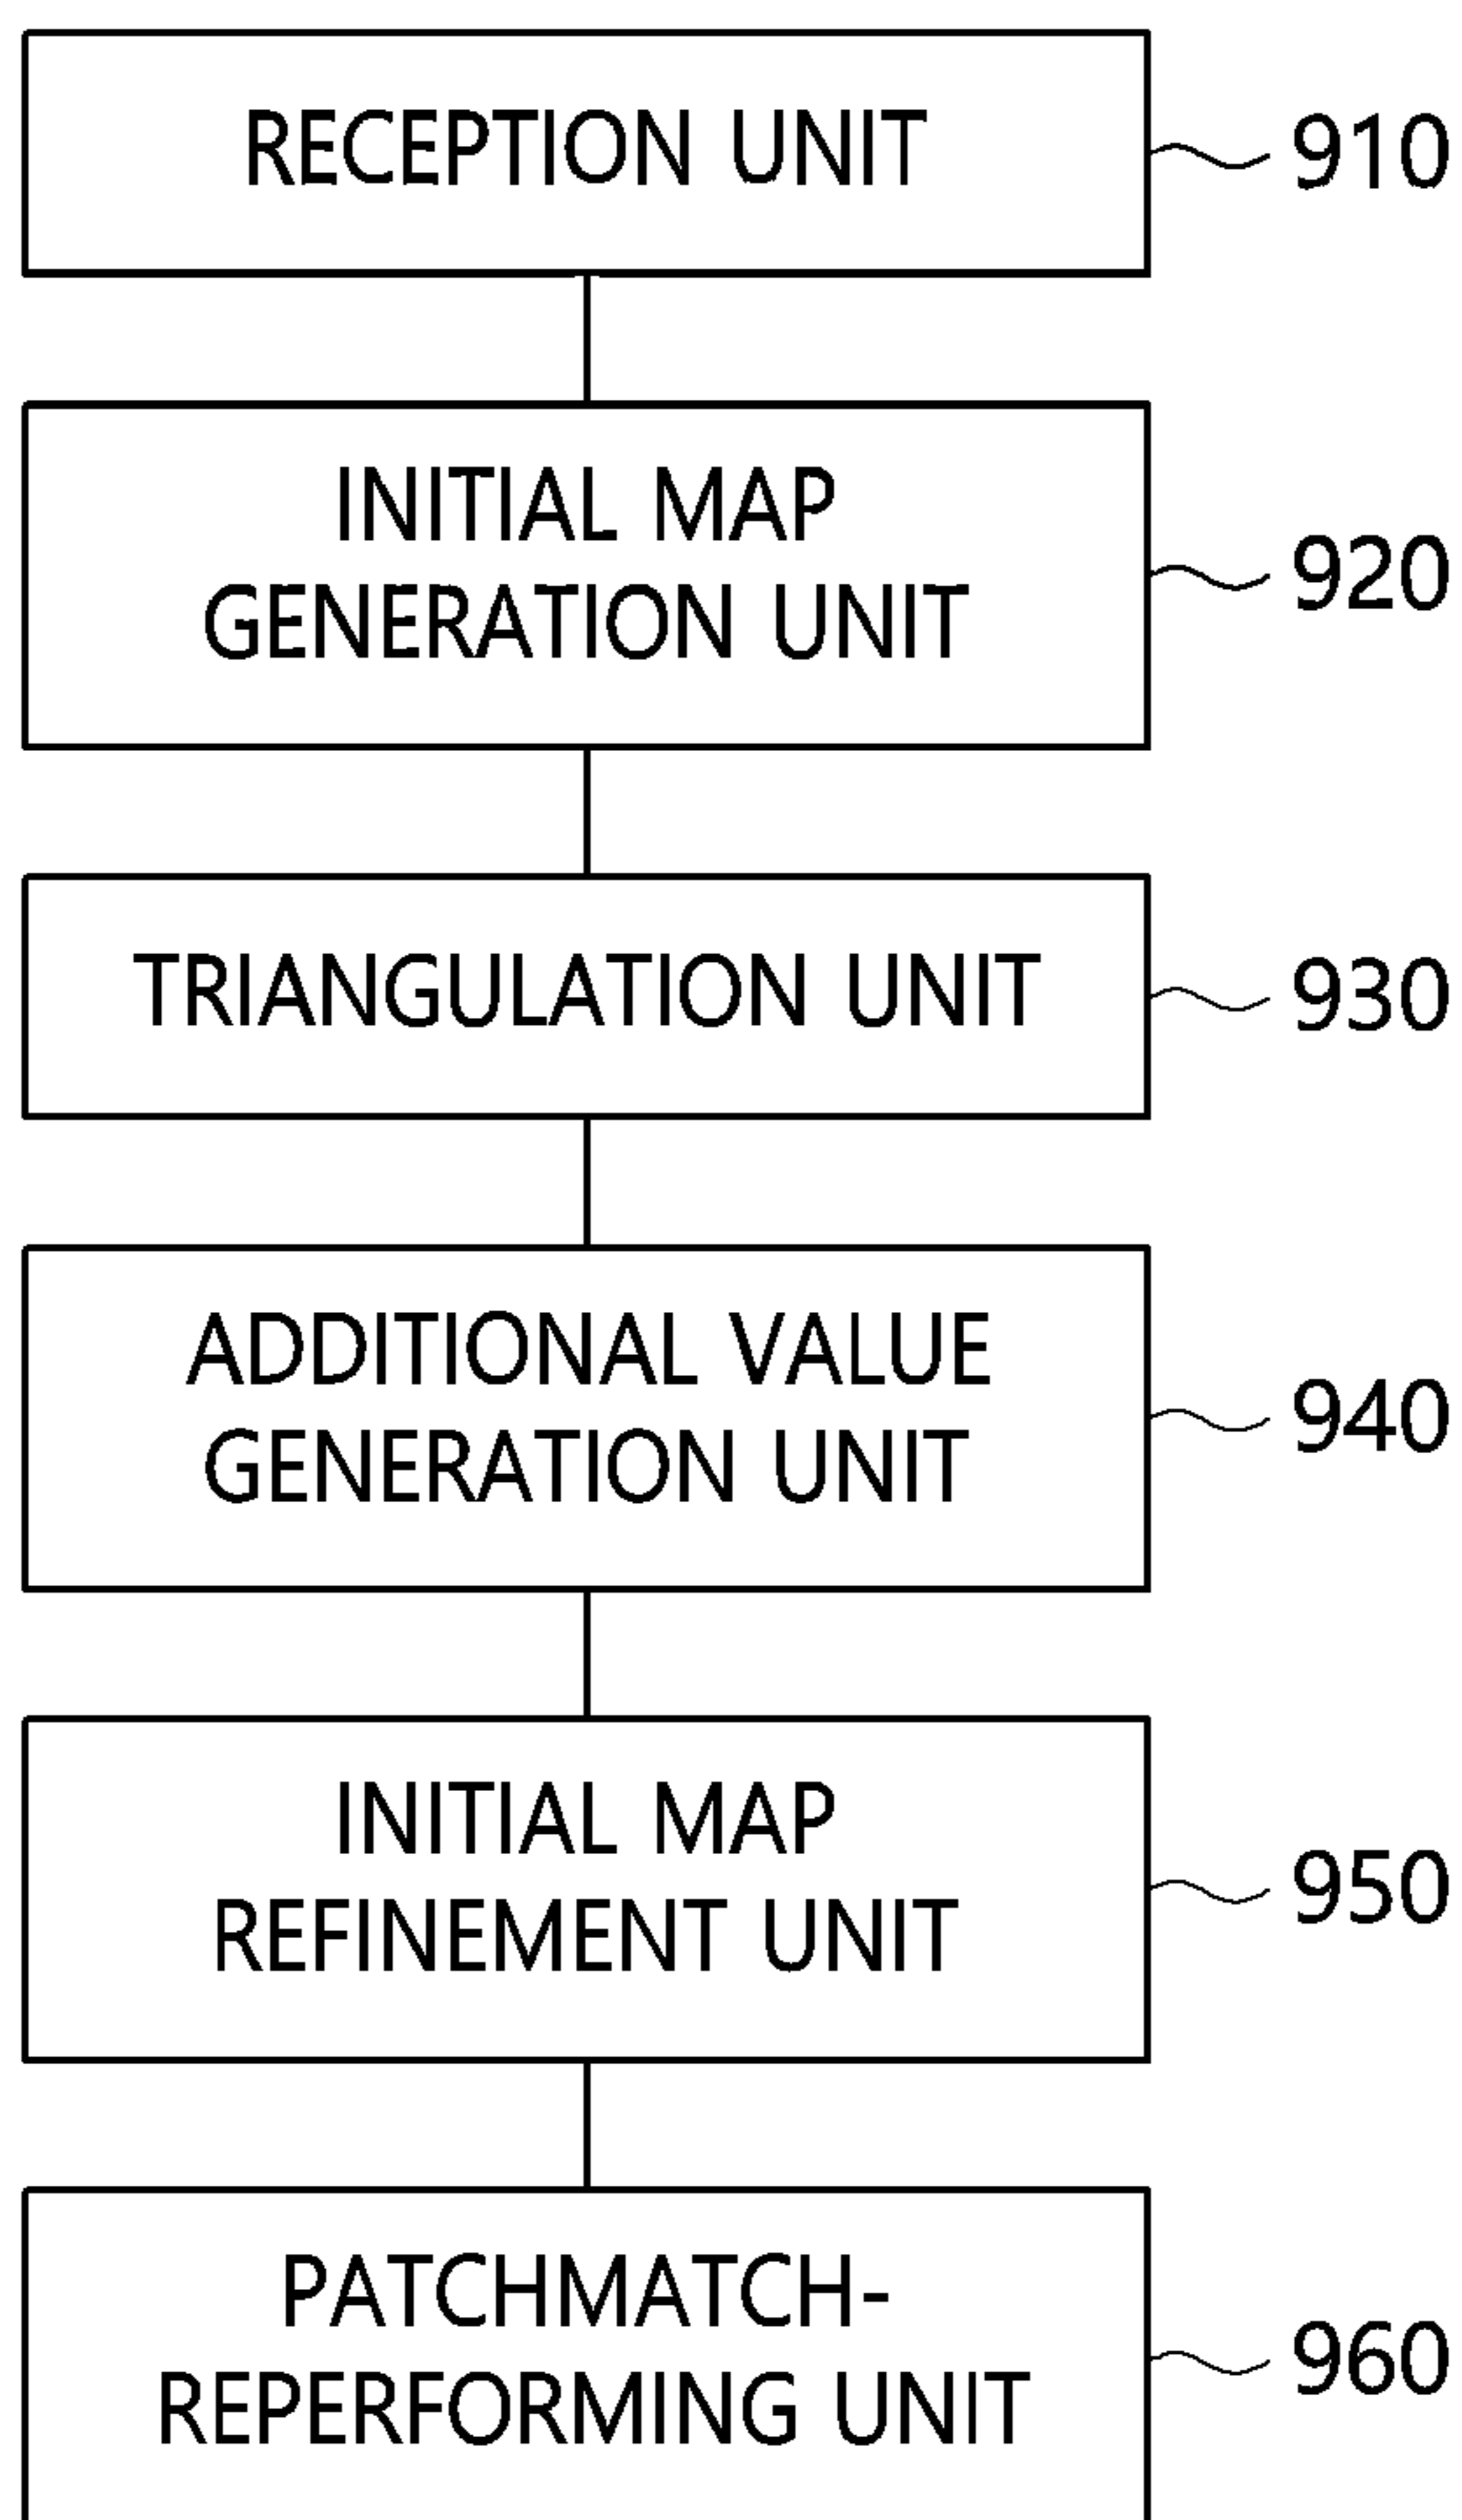 RECEPTION UNIT
910
INITIAL MAP
GENERATION UNIT
920
TRIANGULATION UNIT
930
ADDITIONAL VALUE
GENERATION UNIT
940
INITIAL MAP
REFINEMENT UNIT
950
PATCHMATCH-
REPERFORMING UNIT
960